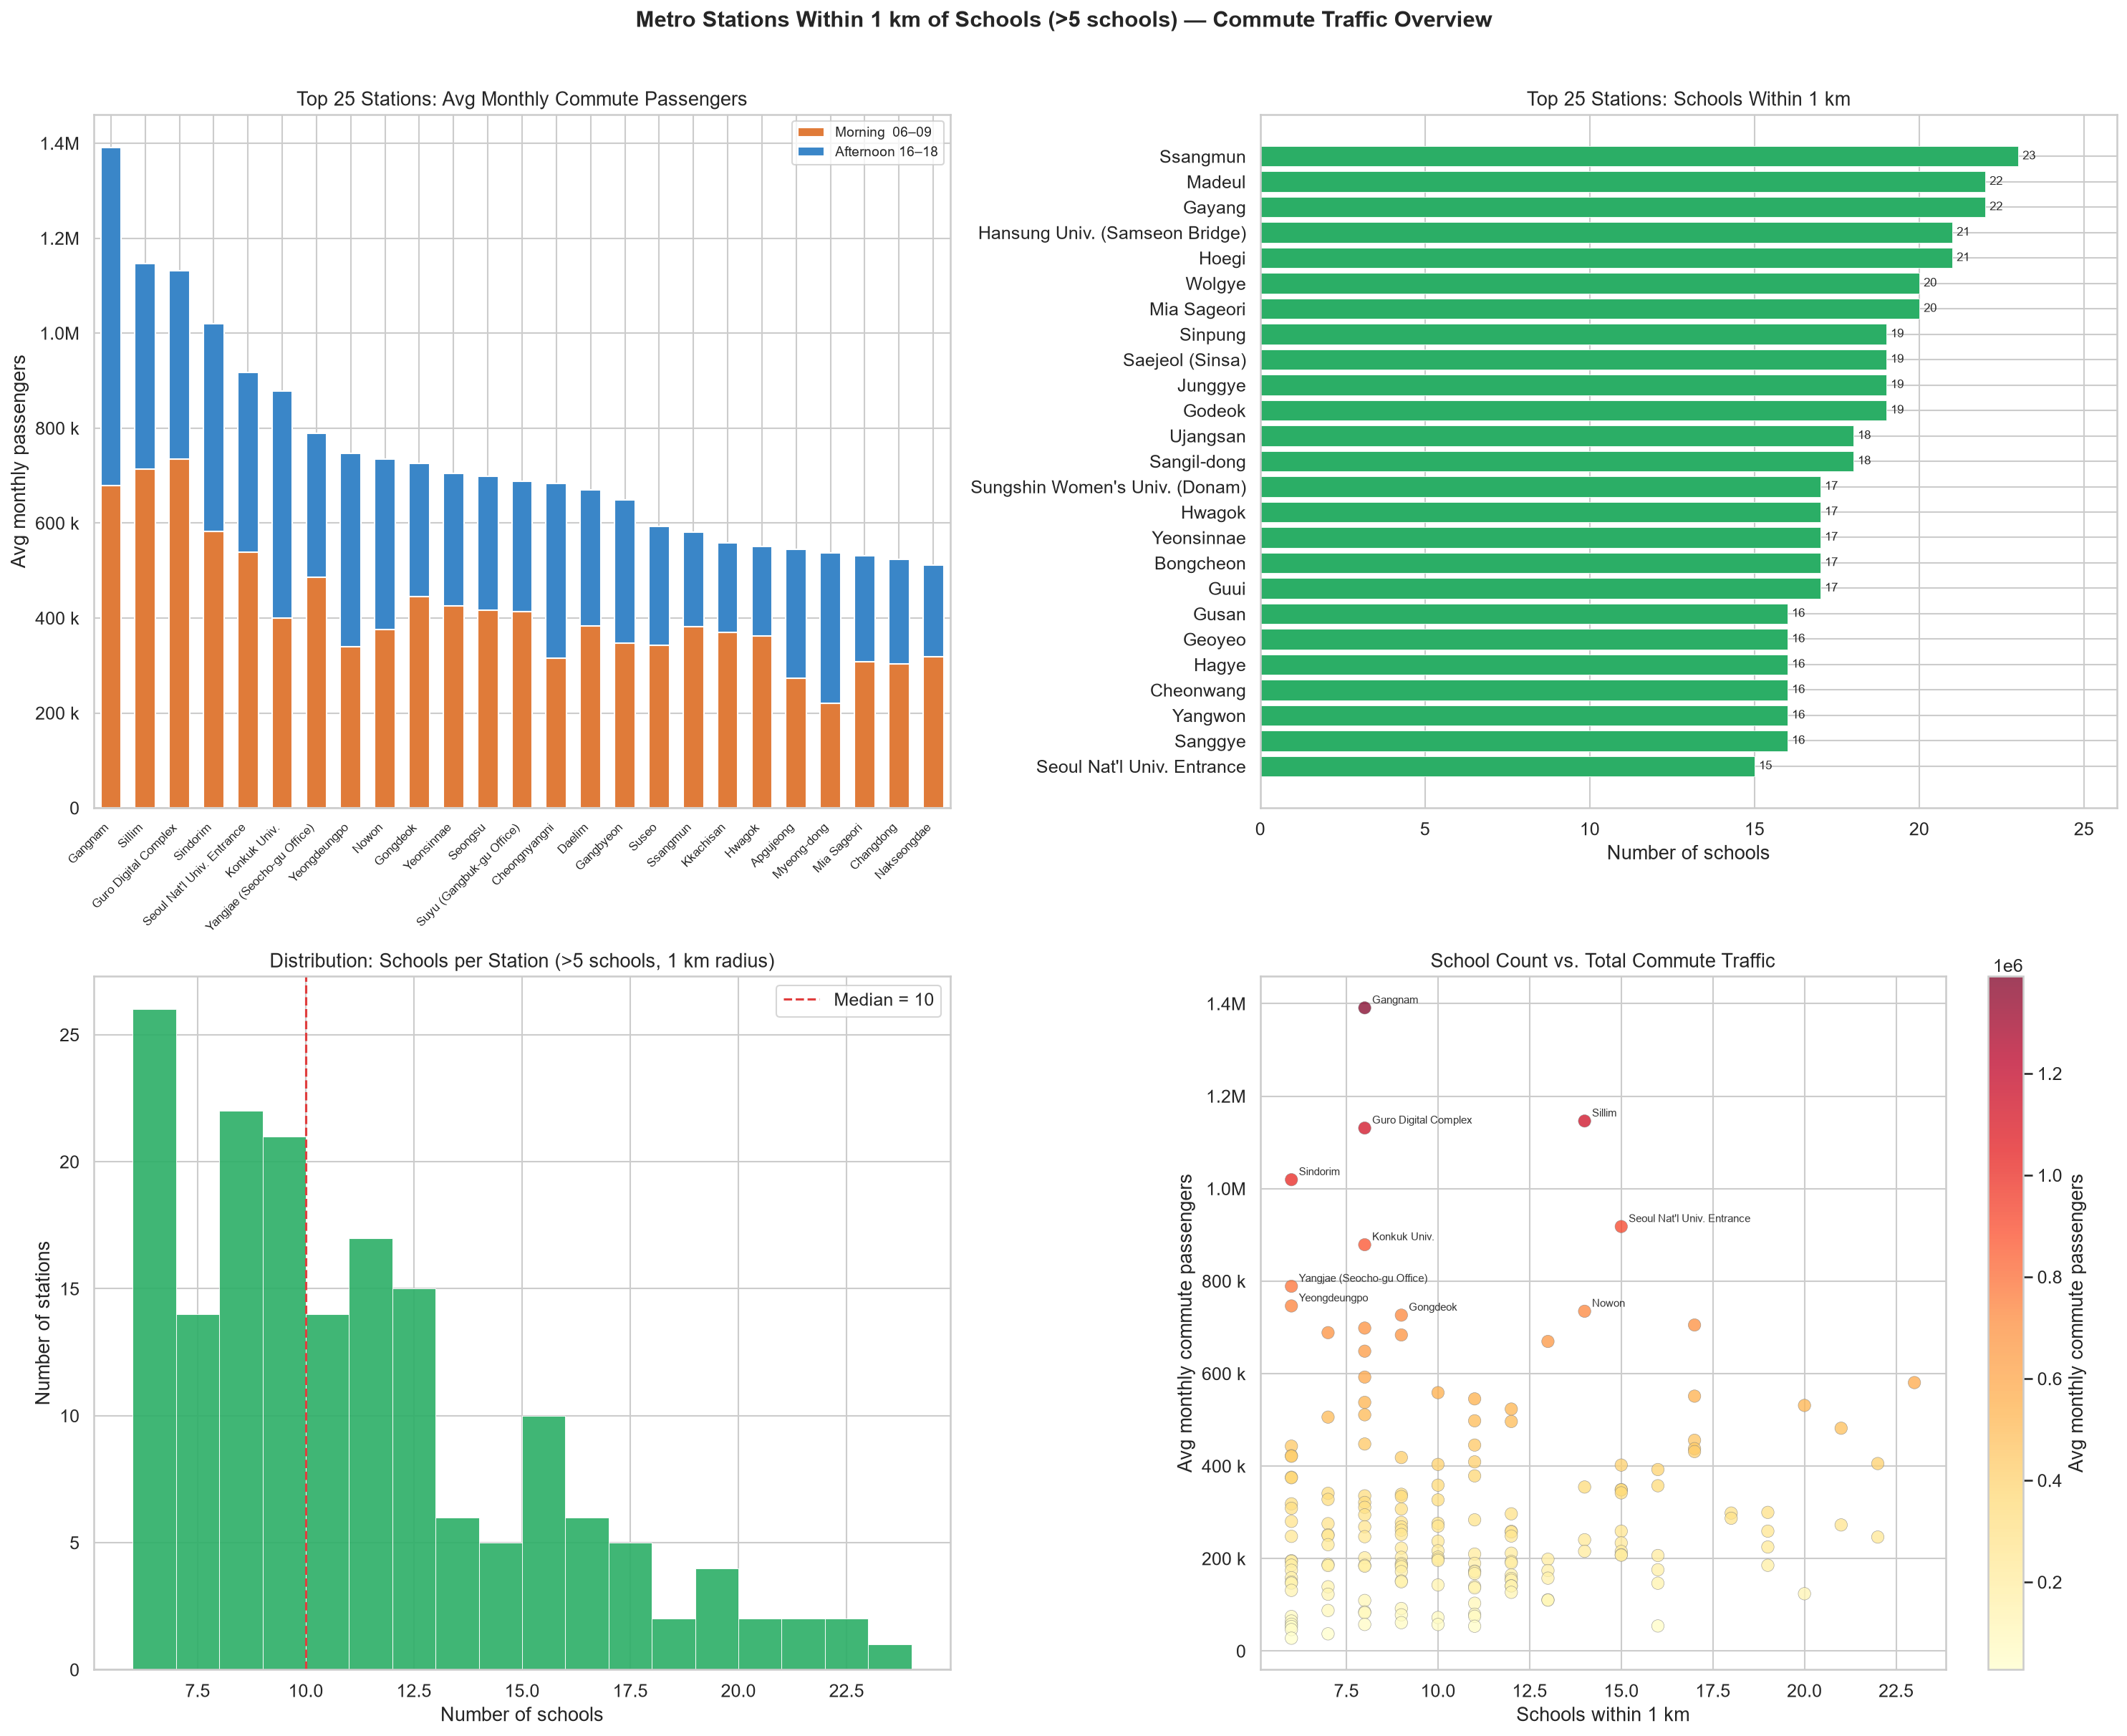 Metro Stations Within 1 km of Schools (>5 schools) — Commute Traffic Overview
Top 25 Stations: Avg Monthly Commute Passengers
Morning  06–09
Afternoon 16–18
Avg monthly passengers
1.4M
1.2M
1.0M
800 k
600 k
400 k
200 k
0
Gangnam
Sillim
Guro Digital Complex
Sindorim
Seoul Nat'l Univ. Entrance
Konkuk Univ.
Yangjae (Seocho-gu Office)
Yeongdeungpo
Nowon
Gongdeok
Yeonsinnae
Seongsu
Suyu (Gangbuk-gu Office)
Cheongnyangni
Daelim
Gangbyeon
Suseo
Ssangmun
Kkachisan
Hwagok
Apgujeong
Myeong-dong
Mia Sageori
Changdong
Nakseongdae
Top 25 Stations: Schools Within 1 km
Ssangmun 23
Madeul 22
Gayang 22
Hansung Univ. (Samseon Bridge) 21
Hoegi 21
Wolgye 20
Mia Sageori 20
Sinpung 19
Saejeol (Sinsa) 19
Junggye 19
Godeok 19
Ujangsan 18
Sangil-dong 18
Sungshin Women's Univ. (Donam) 17
Hwagok 17
Yeonsinnae 17
Bongcheon 17
Guui 17
Gusan 16
Geoyeo 16
Hagye 16
Cheonwang 16
Yangwon 16
Sanggye 16
Seoul Nat'l Univ. Entrance 15
0 5 10 15 20 25
Number of schools
Distribution: Schools per Station (>5 schools, 1 km radius)
Median = 10
Number of stations
25
20
15
10
5
0
7.5 10.0 12.5 15.0 17.5 20.0 22.5
Number of schools
School Count vs. Total Commute Traffic
Avg monthly commute passengers
1.4M
1.2M
1.0M
800 k
600 k
400 k
200 k
0
Gangnam
Sillim
Guro Digital Complex
Sindorim
Seoul Nat'l Univ. Entrance
Konkuk Univ.
Yangjae (Seocho-gu Office)
Yeongdeungpo
Gongdeok
Nowon
7.5 10.0 12.5 15.0 17.5 20.0 22.5
Schools within 1 km
1e6
1.2
1.0
0.8
0.6
0.4
0.2
Avg monthly commute passengers